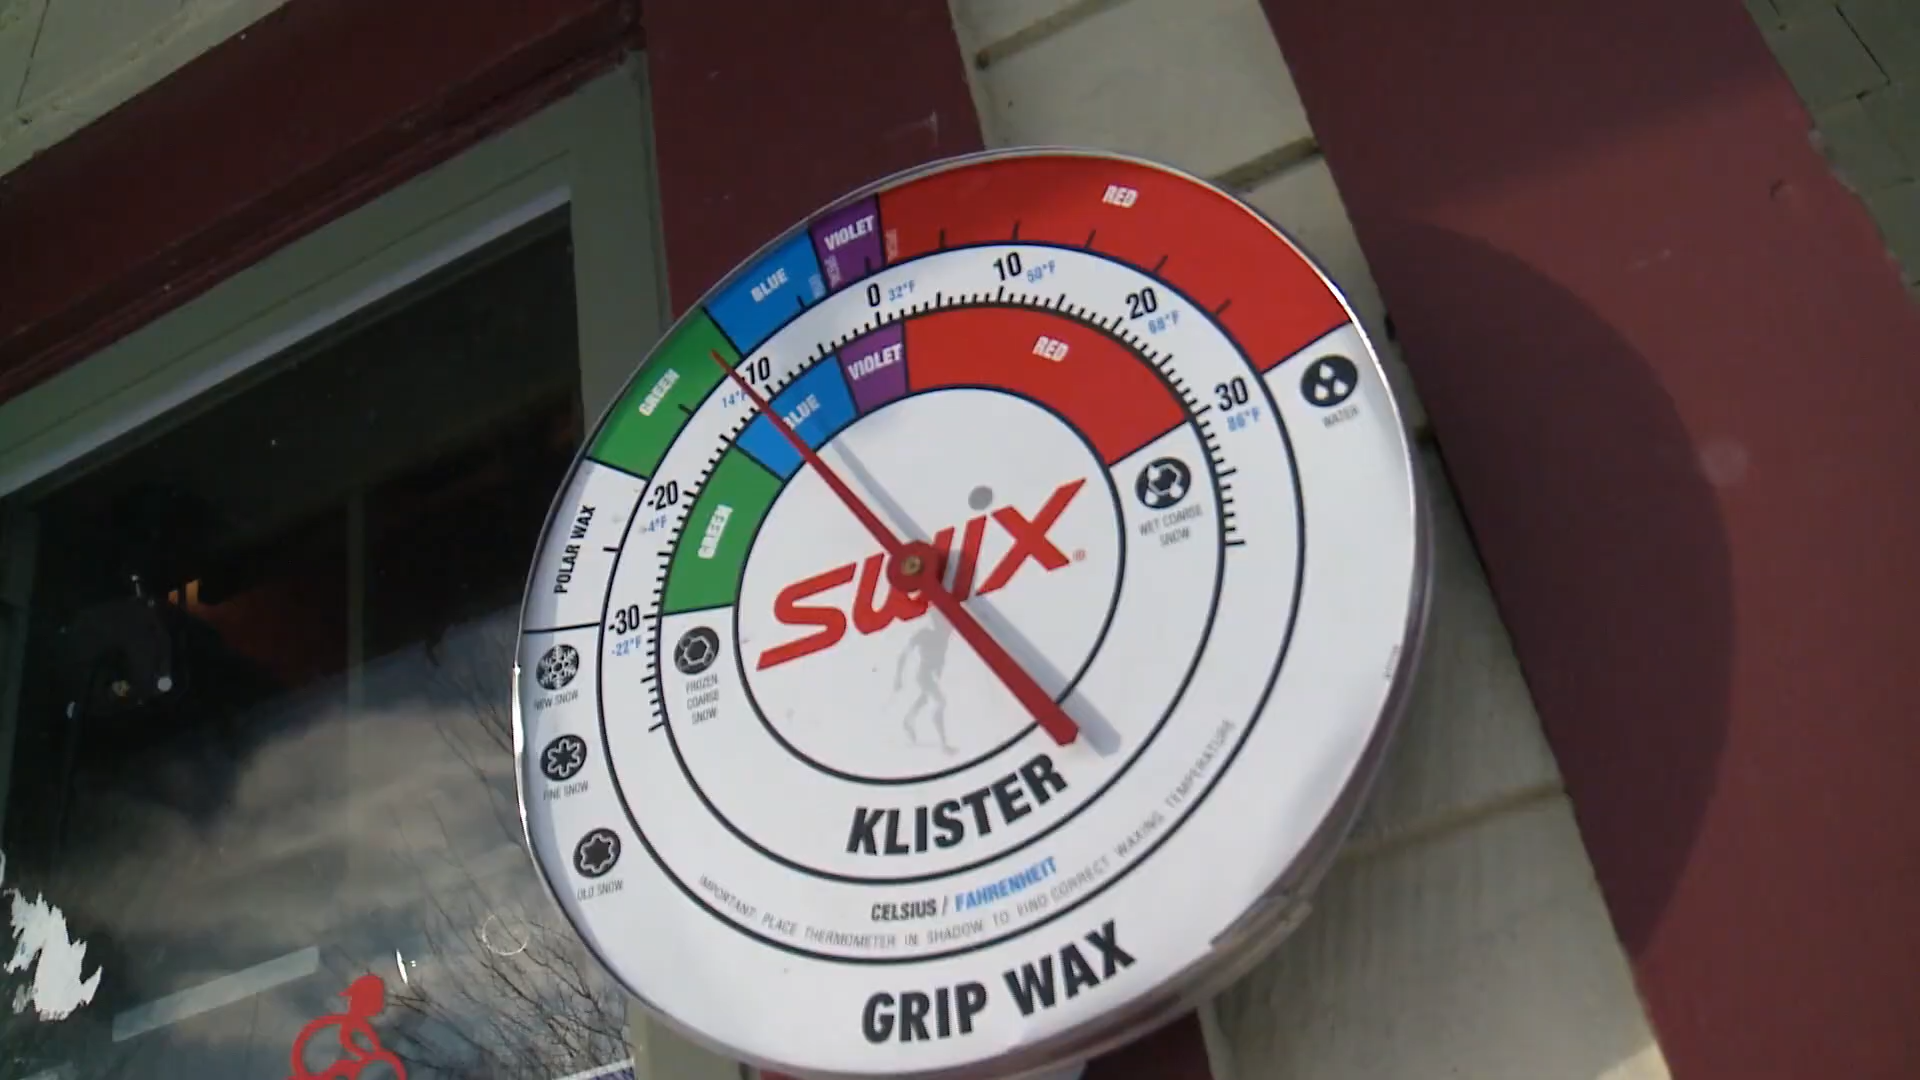 RED
VIOLET
BLUE
GREEN
POLAR WAX
10
50°F
0
32°F
20
68°F
-10
14°F
30
86°F
-20
-4°F
-30
-22°F
RED
VIOLET
BLUE
GREEN
WATER
WET COARSE
SNOW
SWIX®
FROZEN
COARSE
SNOW
NEW SNOW
FINE SNOW
OLD SNOW
KLISTER
CELSIUS / FAHRENHEIT
IMPORTANT: PLACE THERMOMETER IN SHADOW TO FIND CORRECT WAXING TEMPERATURE
GRIP WAX